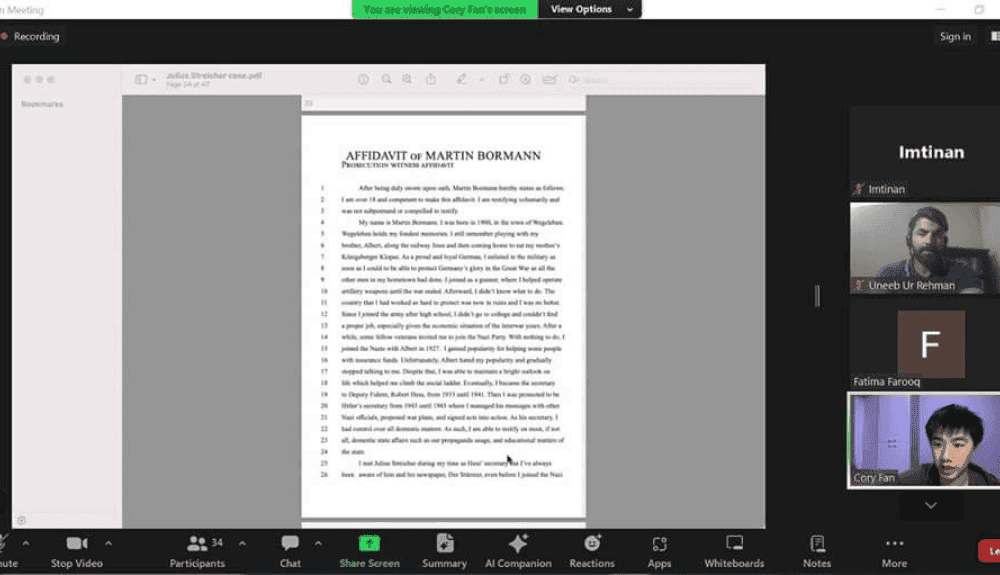 n Meeting
You are viewing Cory Fan's screen
View Options
Recording
Sign in
Julius Streicher case.pdf
Page 24 of 47
Search
Bookmarks
23
AFFIDAVIT OF MARTIN BORMANN
PROSECUTION WITNESS AFFIDAVIT
1 After being duly sworn upon oath, Martin Bormann hereby states as follows.
2 I am over 18 and competent to make this affidavit. I am testifying voluntarily and
3 was not subpoenaed or compelled to testify.
4 My name is Martin Bormann. I was born in 1900, in the town of Wegeleben.
5 Wegeleben holds my fondest memories. I still remember playing with my
6 brother, Albert, along the railway lines and then coming home to eat my mother's
7 Königsberger Klopse. As a proud and loyal German, I enlisted in the military as
8 soon as I could to be able to protect Germany's glory in the Great War as all the
9 other men in my hometown had done. I joined as a gunner, where I helped operate
10 artillery weapons until the war ended. Afterward, I didn't know what to do. The
11 country that I had worked so hard to protect was now in ruins and I was no better.
12 Since I joined the army after high school, I didn't go to college and couldn't find
13 a proper job, especially given the economic situation of the interwar years. After a
14 while, some fellow veterans invited me to join the Nazi Party. With nothing to do, I
15 joined the Nazis with Albert in 1927. I gained popularity for helping some people
16 with insurance funds. Unfortunately, Albert hated my popularity and gradually
17 stopped talking to me. Despite that, I was able to maintain a bright outlook on
18 life which helped me climb the social ladder. Eventually, I became the secretary
19 to Deputy Führer, Hess, from 1933 until 1941. Then I was promoted to be
20 Hitler's secretary from 1943 until 1945 where I managed his messages with other
21 Nazi officials, proposed war plans, and signed acts into action. As his secretary, I
22 had control over all domestic matters. As such, I am able to testify on most, if not
23 all, domestic state affairs such as our propaganda usage, and educational matters of
24 the state.
25 I met Julius Streicher during my time as Hess' secretary but I've always
26 been aware of him and his newspaper, Der Stürmer, even before I joined the Nazi
Imtinan
Imtinan
Uneeb Ur Rehman
F
Fatima Farooq
Cory Fan
ute
Stop Video
34
Participants
Chat
Share Screen
Summary
AI Companion
Reactions
Apps
Whiteboards
Notes
More
Le